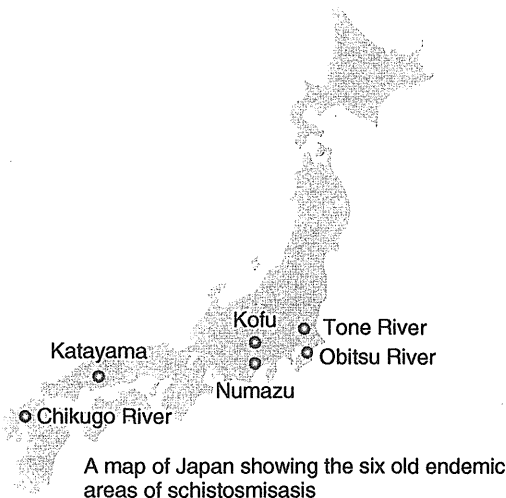 Kofu
Tone River
Katayama
Obitsu River
Numazu
Chikugo River
A map of Japan showing the six old endemic
areas of schistosmisasis